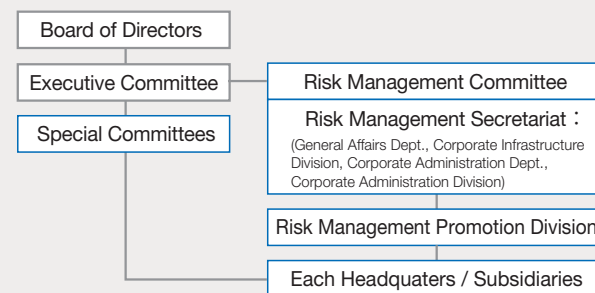 Board of Directors
Executive Committee
Risk Management Committee
Risk Management Secretariat：
(General Affairs Dept., Corporate Infrastructure
Division, Corporate Administration Dept.,
Corporate Administration Division)
Special Committees
Risk Management Promotion Division
Each Headquaters / Subsidiaries